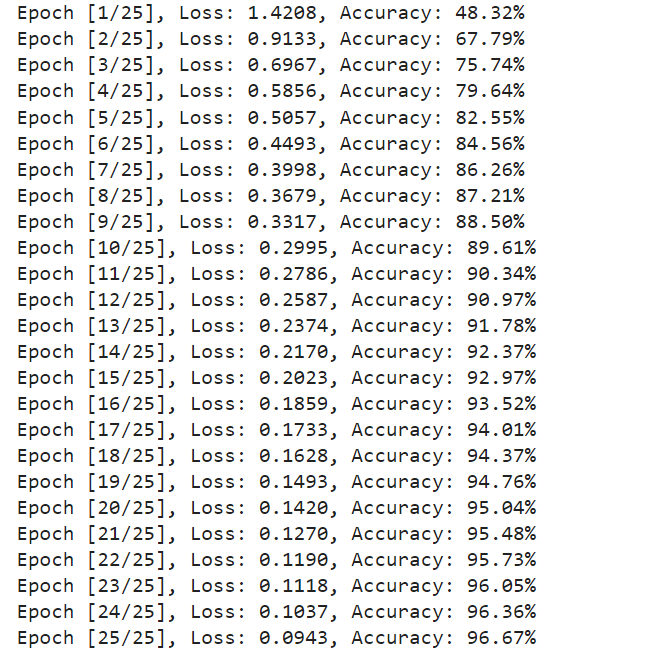 Epoch [1/25], Loss: 1.4208, Accuracy: 48.32%
Epoch [2/25], Loss: 0.9133, Accuracy: 67.79%
Epoch [3/25], Loss: 0.6967, Accuracy: 75.74%
Epoch [4/25], Loss: 0.5856, Accuracy: 79.64%
Epoch [5/25], Loss: 0.5057, Accuracy: 82.55%
Epoch [6/25], Loss: 0.4493, Accuracy: 84.56%
Epoch [7/25], Loss: 0.3998, Accuracy: 86.26%
Epoch [8/25], Loss: 0.3679, Accuracy: 87.21%
Epoch [9/25], Loss: 0.3317, Accuracy: 88.50%
Epoch [10/25], Loss: 0.2995, Accuracy: 89.61%
Epoch [11/25], Loss: 0.2786, Accuracy: 90.34%
Epoch [12/25], Loss: 0.2587, Accuracy: 90.97%
Epoch [13/25], Loss: 0.2374, Accuracy: 91.78%
Epoch [14/25], Loss: 0.2170, Accuracy: 92.37%
Epoch [15/25], Loss: 0.2023, Accuracy: 92.97%
Epoch [16/25], Loss: 0.1859, Accuracy: 93.52%
Epoch [17/25], Loss: 0.1733, Accuracy: 94.01%
Epoch [18/25], Loss: 0.1628, Accuracy: 94.37%
Epoch [19/25], Loss: 0.1493, Accuracy: 94.76%
Epoch [20/25], Loss: 0.1420, Accuracy: 95.04%
Epoch [21/25], Loss: 0.1270, Accuracy: 95.48%
Epoch [22/25], Loss: 0.1190, Accuracy: 95.73%
Epoch [23/25], Loss: 0.1118, Accuracy: 96.05%
Epoch [24/25], Loss: 0.1037, Accuracy: 96.36%
Epoch [25/25], Loss: 0.0943, Accuracy: 96.67%